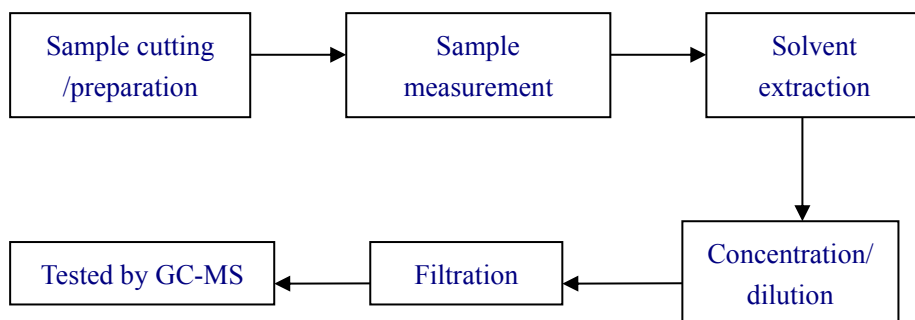 Sample cutting
/preparation
Sample
measurement
Solvent
extraction
Concentration/
dilution
Filtration
Tested by GC-MS